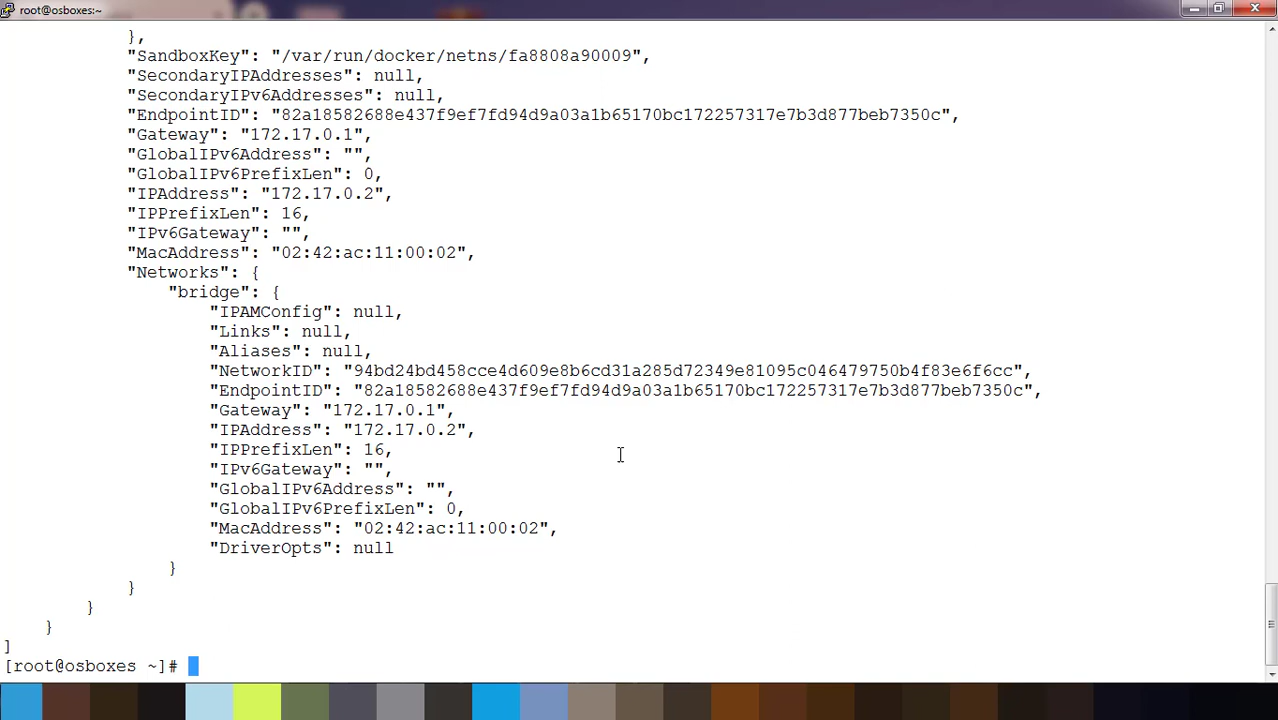 root@osboxes:~
},
"SandboxKey": "/var/run/docker/netns/fa8808a90009",
"SecondaryIPAddresses": null,
"SecondaryIPv6Addresses": null,
"EndpointID": "82a18582688e437f9ef7fd94d9a03a1b65170bc172257317e7b3d877beb7350c",
"Gateway": "172.17.0.1",
"GlobalIPv6Address": "",
"GlobalIPv6PrefixLen": 0,
"IPAddress": "172.17.0.2",
"IPPrefixLen": 16,
"IPv6Gateway": "",
"MacAddress": "02:42:ac:11:00:02",
"Networks": {
"bridge": {
"IPAMConfig": null,
"Links": null,
"Aliases": null,
"NetworkID": "94bd24bd458cce4d609e8b6cd31a285d72349e81095c046479750b4f83e6f6cc",
"EndpointID": "82a18582688e437f9ef7fd94d9a03a1b65170bc172257317e7b3d877beb7350c",
"Gateway": "172.17.0.1",
"IPAddress": "172.17.0.2",
"IPPrefixLen": 16,
"IPv6Gateway": "",
"GlobalIPv6Address": "",
"GlobalIPv6PrefixLen": 0,
"MacAddress": "02:42:ac:11:00:02",
"DriverOpts": null
}
}
}
}
]
[root@osboxes ~]#